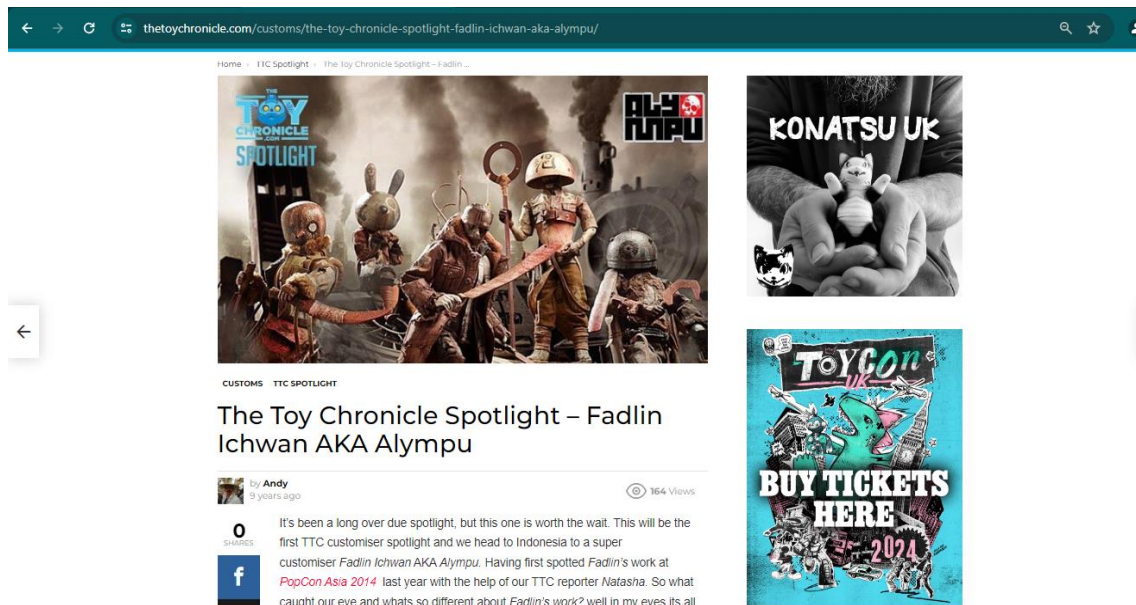 thetoychronicle.com/customs/the-toy-chronicle-spotlight-fadlin-ichwan-aka-alympu/
Home › TTC Spotlight › The Toy Chronicle Spotlight – Fadlin ...
THE
TOY
CHRONICLE
.COM
SPOTLIGHT
ALY
MPU
KONATSU UK
CUSTOMS TTC SPOTLIGHT
The Toy Chronicle Spotlight – Fadlin
Ichwan AKA Alympu
by Andy
9 years ago
164 Views
0
SHARES
f
It's been a long over due spotlight, but this one is worth the wait. This will be the
first TTC customiser spotlight and we head to Indonesia to a super
customiser Fadlin Ichwan AKA Alympu. Having first spotted Fadlin's work at
PopCon Asia 2014 last year with the help of our TTC reporter Natasha. So what
caught our eye and whats so different about Fadlin's work? well in my eyes its all
TOYCON
UK
BUY TICKETS
HERE
2024